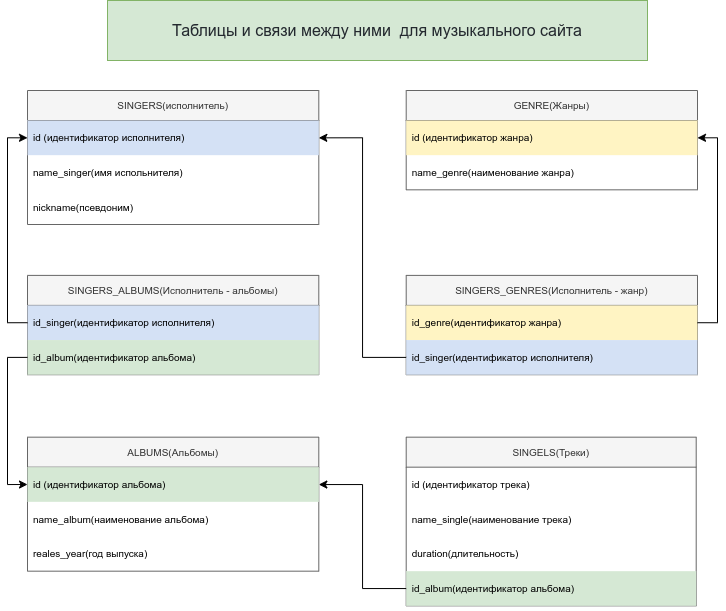 Таблицы и связи между ними для музыкального сайта
SINGERS(исполнитель)
id (идентификатор исполнителя)
name_singer(имя испольнителя)
nickname(псевдоним)
GENRE(Жанры)
id (идентификатор жанра)
name_genre(наименование жанра)
SINGERS_ALBUMS(Исполнитель - альбомы)
id_singer(идентификатор исполнителя)
id_album(идентификатор альбома)
SINGERS_GENRES(Исполнитель - жанр)
id_genre(идентификатор жанра)
id_singer(идентификатор исполнителя)
ALBUMS(Альбомы)
id (идентификатор альбома)
name_album(наименование альбома)
reales_year(год выпуска)
SINGELS(Треки)
id (идентификатор трека)
name_single(наименование трека)
duration(длительность)
id_album(идентификатор альбома)